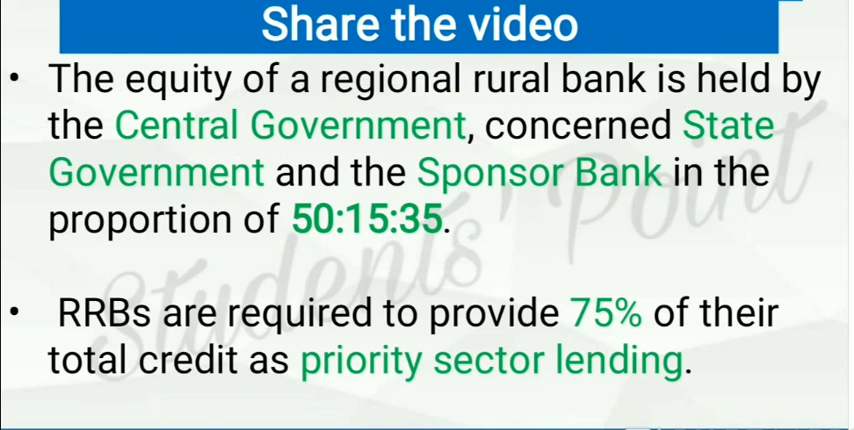 Share the video
• The equity of a regional rural bank is held by
the Central Government, concerned State
Government and the Sponsor Bank in the
proportion of 50:15:35.
• RRBs are required to provide 75% of their
total credit as priority sector lending.
Students' Point